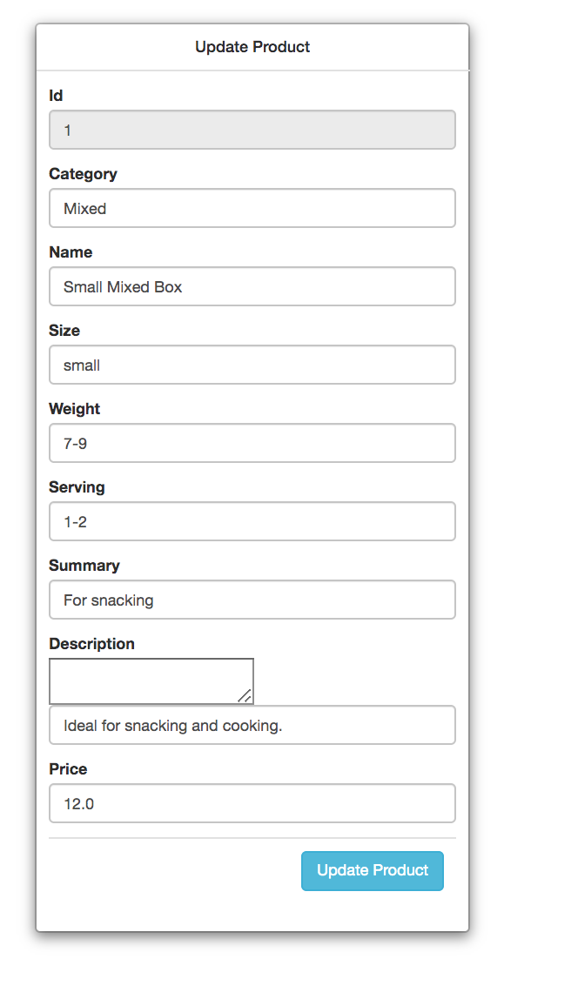 Update Product
Id
1
Category
Mixed
Name
Small Mixed Box
Size
small
Weight
7-9
Serving
1-2
Summary
For snacking
Description
Ideal for snacking and cooking.
Price
12.0
Update Product